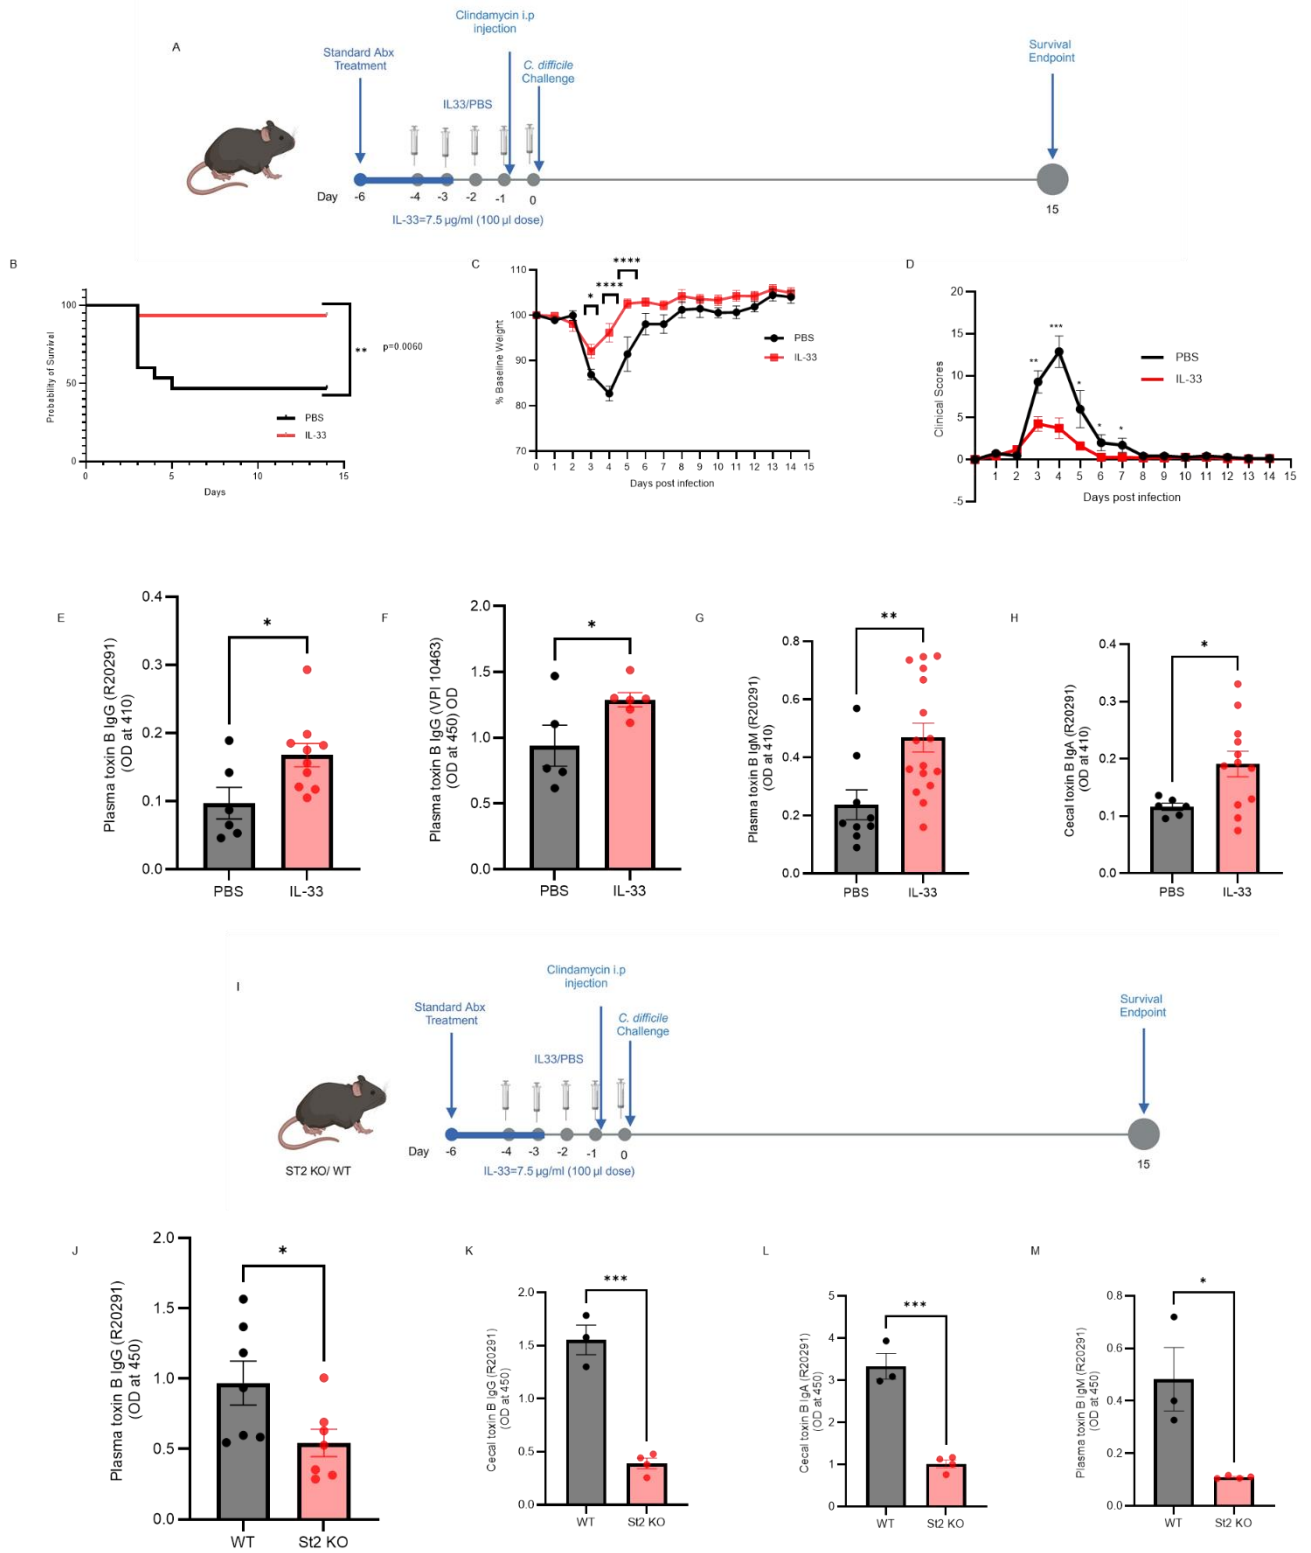 A
Clindamycin i.p
injection
Standard Abx
Treatment
C. difficile
Challenge
Survival
Endpoint
IL33/PBS
Day
-6
-4
-3
-2
-1
0
15
IL-33=7.5 µg/ml (100 µl dose)
B
Probability of Survival
100
50
0
0
5
10
15
Days
PBS
IL-33
**
P=0.0060
C
% Baseline Weight
110
100
90
80
70
0 1 2 3 4 5 6 7 8 9 10 11 12 13 14 15
Days post infection
*
****
****
PBS
IL-33
D
Clinical Scores
20
15
10
5
0
-5
1 2 3 4 5 6 7 8 9 10 11 12 13 14 15
Days post infection
**
***
*
*
*
PBS
IL-33
E
Plasma toxin B IgG (R20291)
(OD at 410)
0.4
0.3
0.2
0.1
0.0
*
PBS
IL-33
F
Plasma toxin B IgG (VPI 10463)
(OD at 450) OD
2.0
1.5
1.0
0.5
0.0
*
PBS
IL-33
G
Plasma toxin B IgM (R20291)
(OD at 410)
0.8
0.6
0.4
0.2
0.0
**
PBS
IL-33
H
Cecal toxin B IgA (R20291)
(OD at 410)
0.4
0.3
0.2
0.1
0.0
*
PBS
IL-33
I
Clindamycin i.p
injection
Standard Abx
Treatment
C. difficile
Challenge
Survival
Endpoint
IL33/PBS
Day
-6
-4
-3
-2
-1
0
15
IL-33=7.5 µg/ml (100 µl dose)
ST2 KO/ WT
J
Plasma toxin B IgG (R20291)
(OD at 450)
2.0
1.5
1.0
0.5
0.0
*
WT
St2 KO
K
Cecal toxin B IgG (R20291)
(OD at 450)
2.0
1.5
1.0
0.5
0.0
***
WT
St2 KO
L
Cecal toxin B IgA (R20291)
(OD at 450)
5
4
3
2
1
0
***
WT
St2 KO
M
Plasma toxin B IgM (R20291)
(OD at 450)
0.8
0.6
0.4
0.2
0.0
*
WT
St2 KO